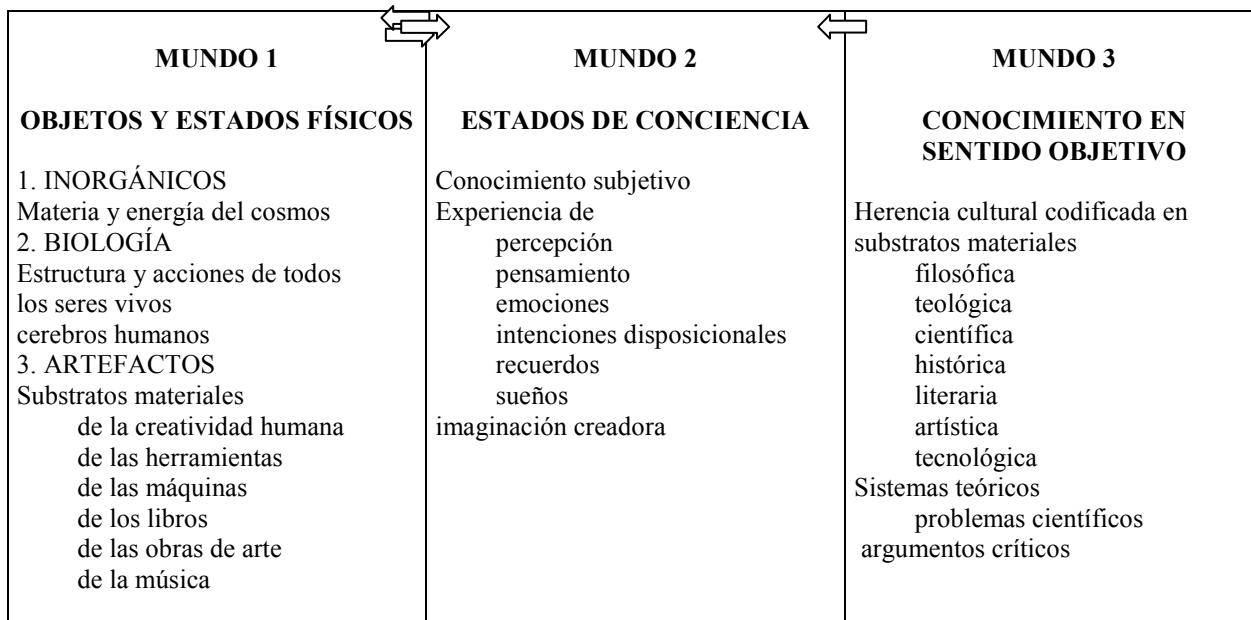 MUNDO 1
OBJETOS Y ESTADOS FÍSICOS
1. INORGÁNICOS
Materia y energía del cosmos
2. BIOLOGÍA
Estructura y acciones de todos
los seres vivos
cerebros humanos
3. ARTEFACTOS
Substratos materiales
de la creatividad humana
de las herramientas
de las máquinas
de los libros
de las obras de arte
de la música
MUNDO 2
ESTADOS DE CONCIENCIA
Conocimiento subjetivo
Experiencia de
percepción
pensamiento
emociones
intenciones disposicionales
recuerdos
sueños
imaginación creadora
MUNDO 3
CONOCIMIENTO EN
SENTIDO OBJETIVO
Herencia cultural codificada en
substratos materiales
filosófica
teológica
científica
histórica
literaria
artística
tecnológica
Sistemas teóricos
problemas científicos
argumentos críticos